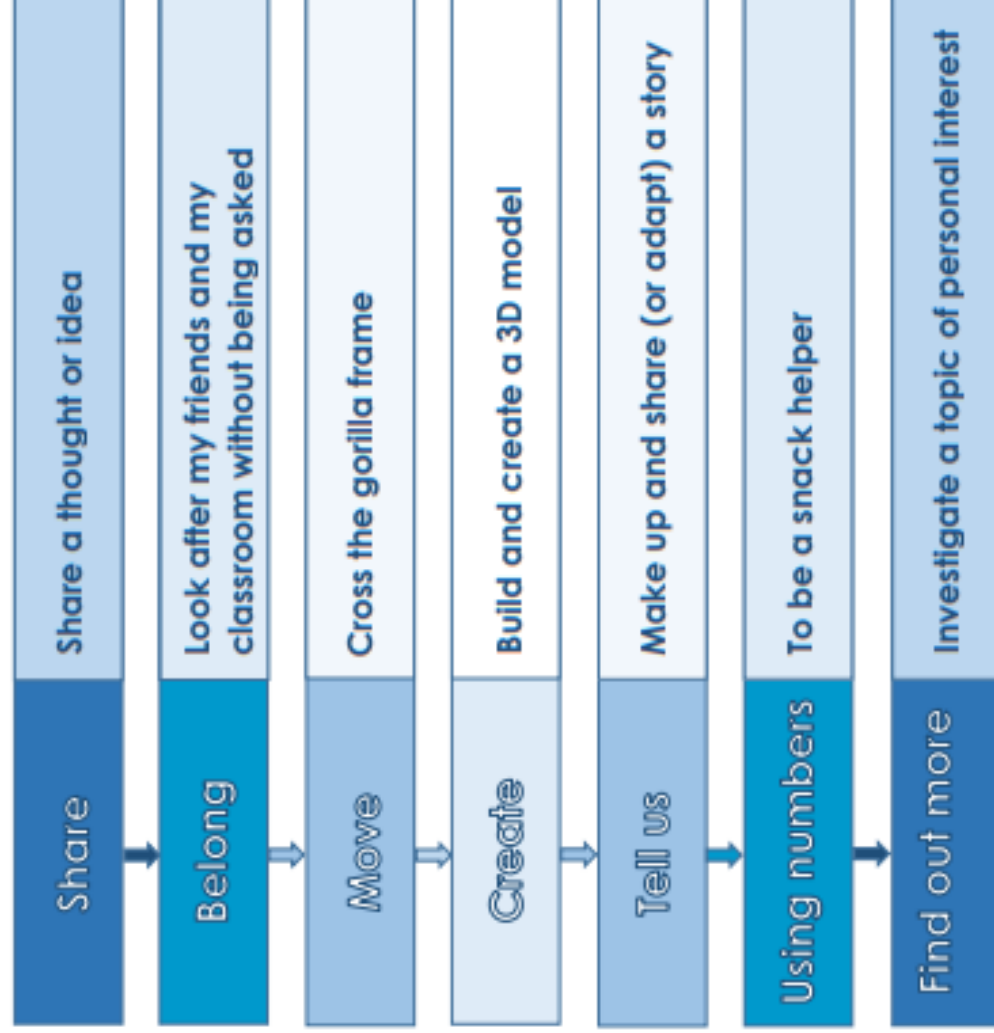 Share
Share a thought or idea
Belong
Look after my friends and my
classroom without being asked
Move
Cross the gorilla frame
Create
Build and create a 3D model
Tell us
Make up and share (or adapt) a story
Using numbers
To be a snack helper
Find out more
Investigate a topic of personal interest